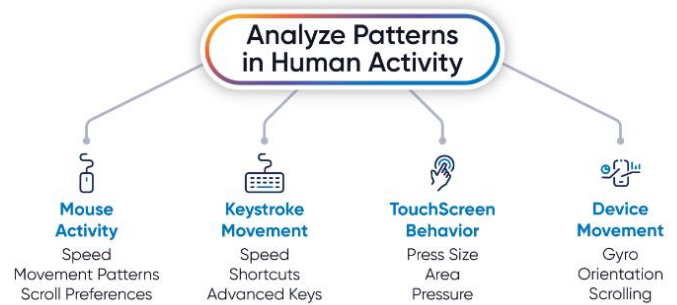 Analyze Patterns
in Human Activity
Mouse
Activity
Speed
Movement Patterns
Scroll Preferences
Keystroke
Movement
Speed
Shortcuts
Advanced Keys
TouchScreen
Behavior
Press Size
Area
Pressure
Device
Movement
Gyro
Orientation
Scrolling